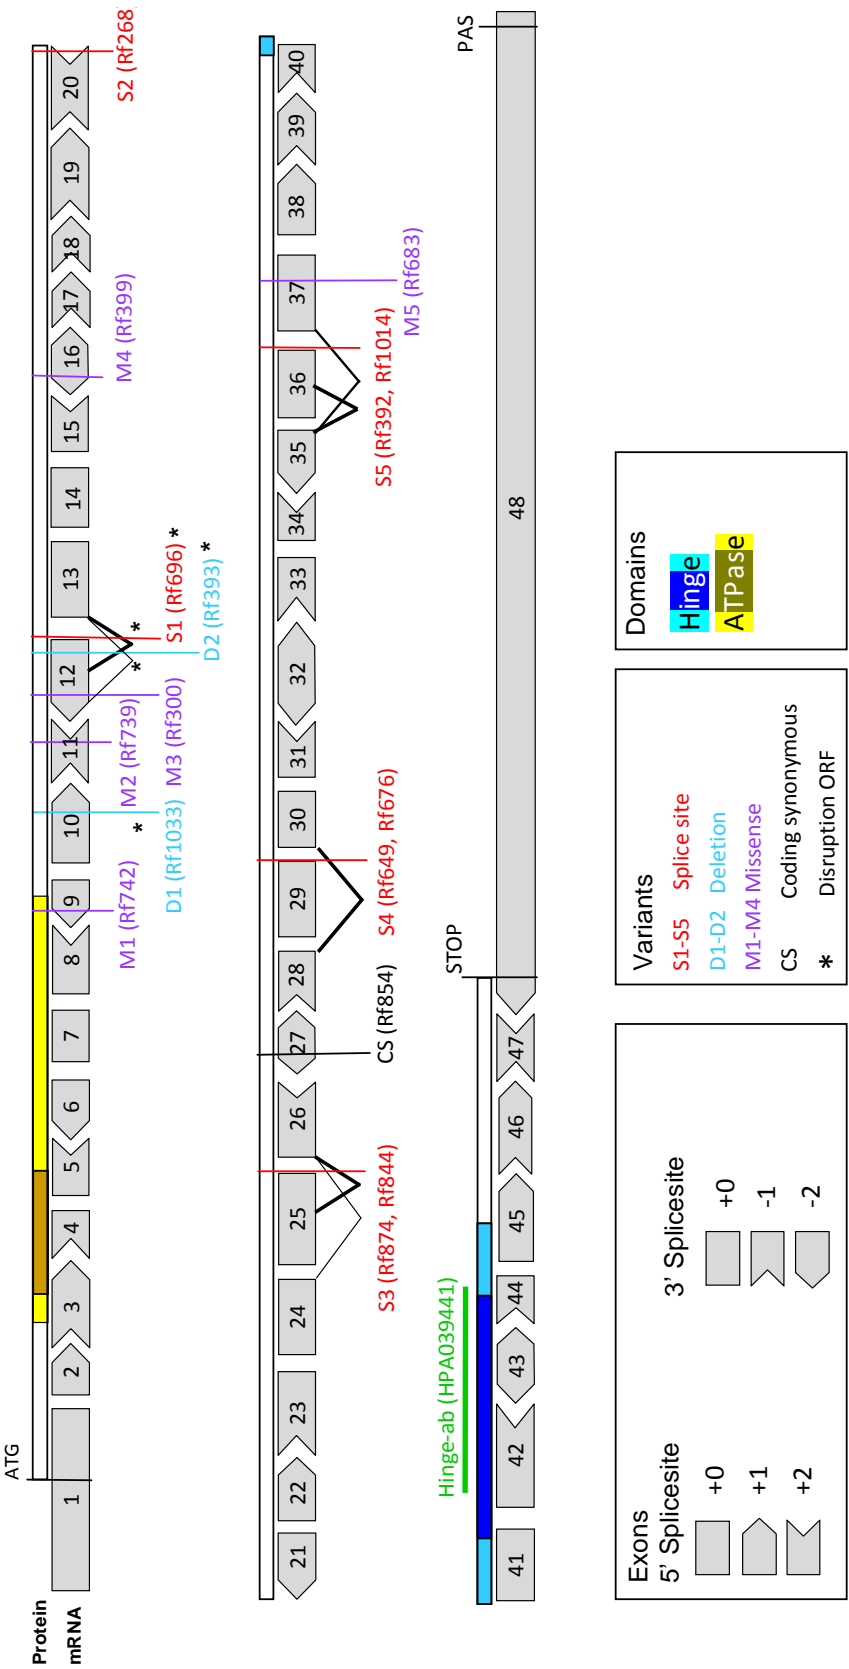 ATG
Protein
mRNA
1 2 3 4 5 6 7 8 9 10 11 12 13 14 15 16 17 18 19 20
M1 (Rf742)
*
D1 (Rf1033)
M2 (Rf739)
M3 (Rf300)
*
*
S1 (Rf696) *
D2 (Rf393) *
M4 (Rf399)
S2 (Rf268)
21 22 23 24 25 26 27 28 29 30 31 32 33 34 35 36 37 38 39 40
S3 (Rf874, Rf844)
CS (Rf854)
S4 (Rf649, Rf676)
S5 (Rf392, Rf1014)
M5 (Rf683)
Hinge-ab (HPA039441)
STOP
PAS
41 42 43 44 45 46 47 48
Exons
5' Splicesite
3' Splicesite
+0
+0
+1
-1
+2
-2
Variants
S1-S5 Splice site
D1-D2 Deletion
M1-M4 Missense
CS Coding synonymous
* Disruption ORF
Domains
Hinge
ATPase